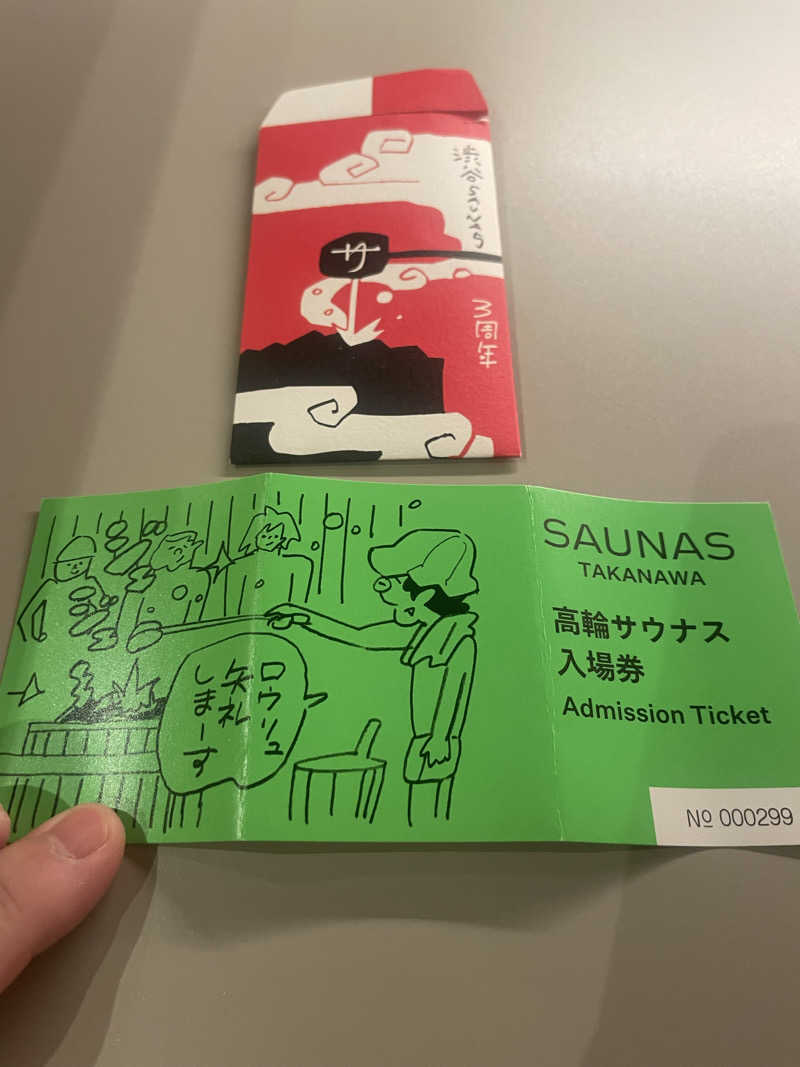 渋谷SAUNAS
サ
3周年
SAUNAS
TAKANAWA
高輪サウナス
入場券
Admission Ticket
№ 000299
ロウリュ
失礼
しまーす